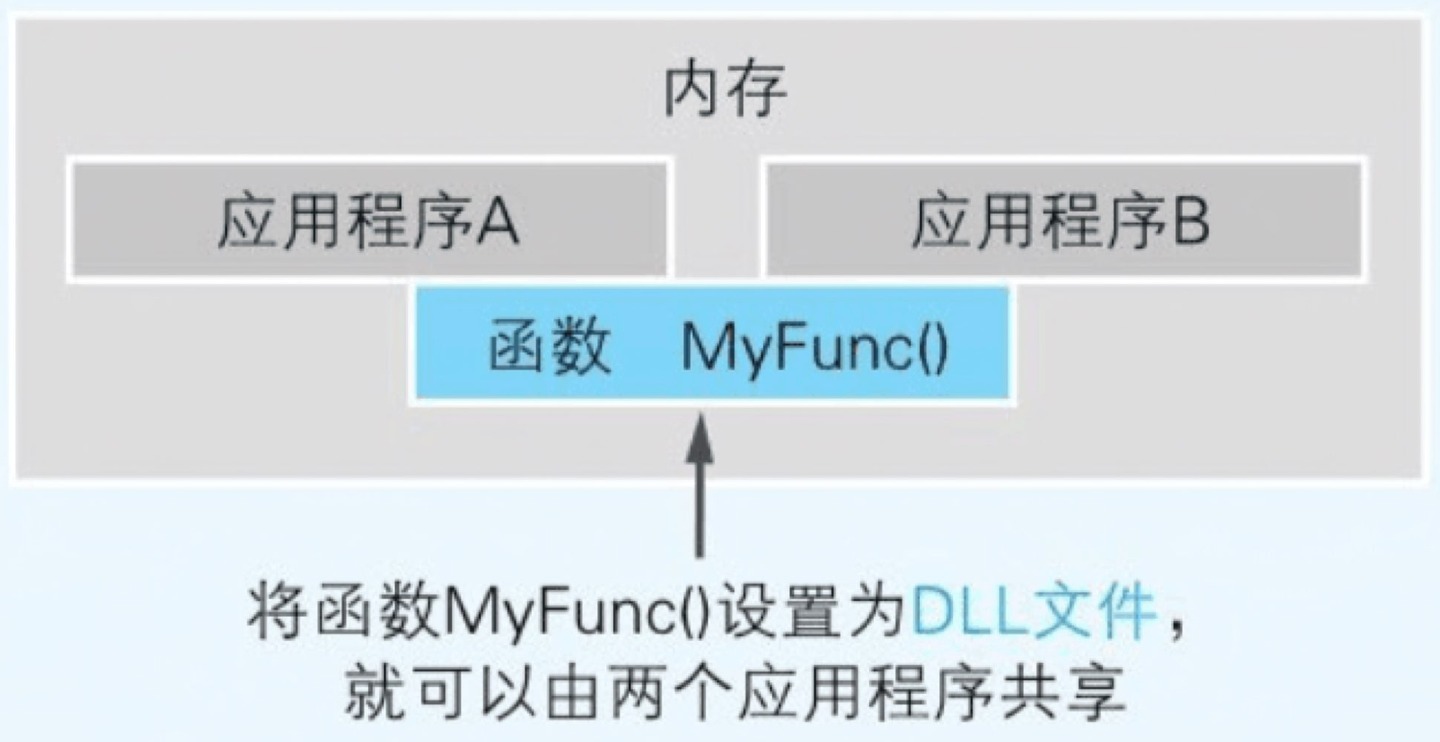 内存
应用程序A
应用程序B
函数 MyFunc()
将函数MyFunc()设置为DLL文件，
就可以由两个应用程序共享